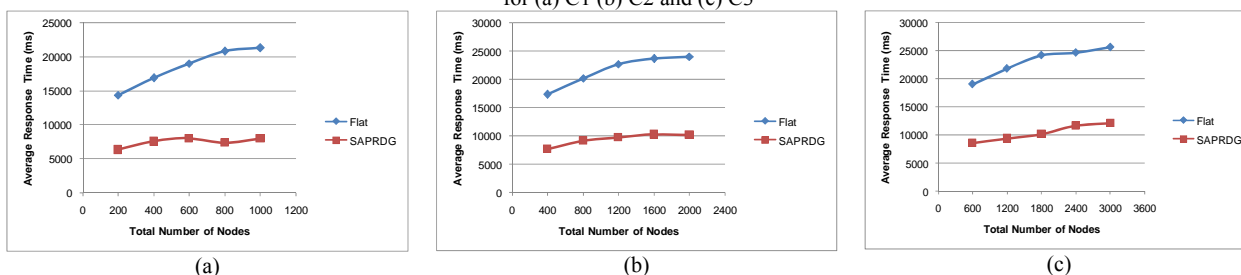 for (a) C1 (b) C2 and (c) C3
25000
20000
15000
10000
5000
0
0 200 400 600 800 1000 1200
Average Response Time (ms)
Total Number of Nodes
Flat
SAPRDG
(a)
30000
25000
20000
15000
10000
5000
0
0 400 800 1200 1600 2000 2400
Average Response Time (ms)
Total Number of Nodes
Flat
SAPRDG
(b)
30000
25000
20000
15000
10000
5000
0
0 600 1200 1800 2400 3000 3600
Average Response Time (ms)
Total Number of Nodes
Flat
SAPRDG
(c)